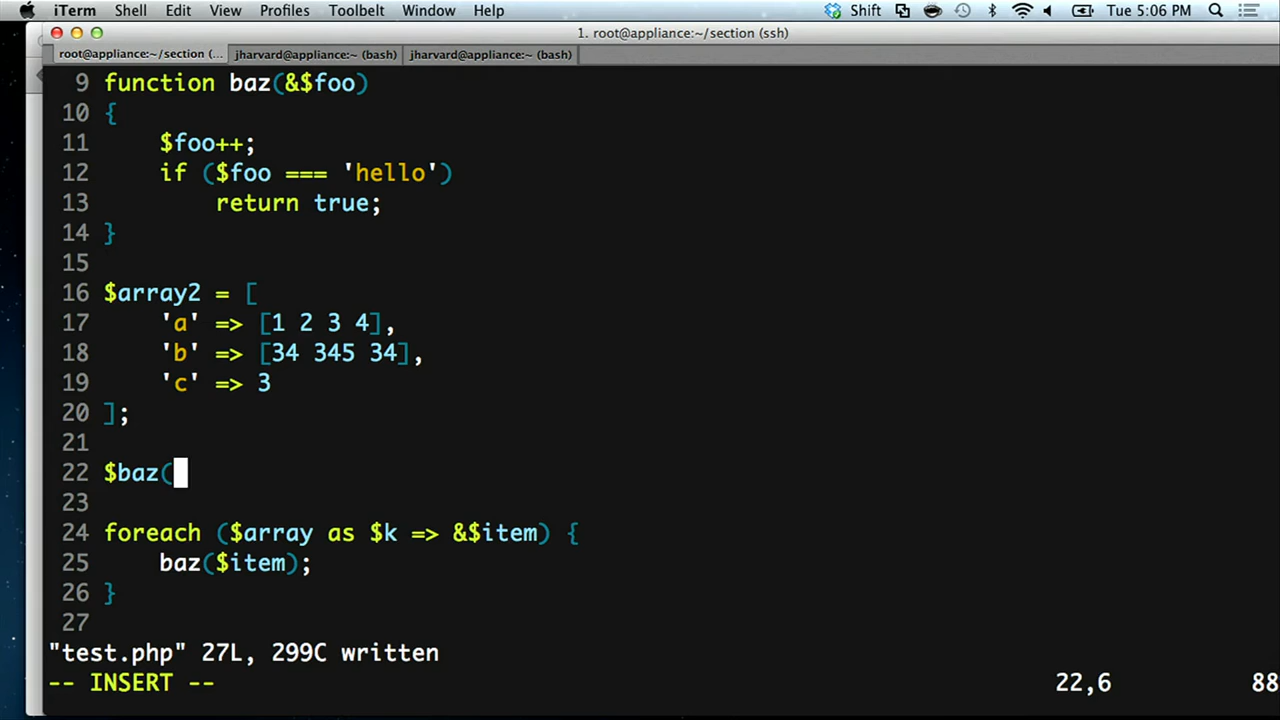 iTerm Shell Edit View Profiles Toolbelt Window Help Shift Tue 5:06 PM
1. root@appliance:~/section (ssh)
root@appliance:~/section (... jharvard@appliance:~ (bash) jharvard@appliance:~ (bash)
9 function baz(&$foo)
10 {
11     $foo++;
12     if ($foo === 'hello')
13         return true;
14 }
15
16 $array2 = [
17     'a' => [1 2 3 4],
18     'b' => [34 345 34],
19     'c' => 3
20 ];
21
22 $baz(
23
24 foreach ($array as $k => &$item) {
25     baz($item);
26 }
27
"test.php" 27L, 299C written
-- INSERT -- 22,6 88